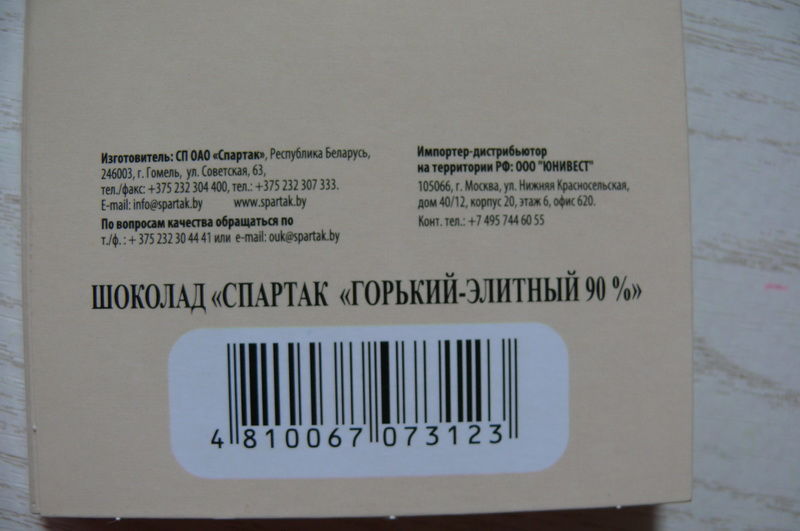 Изготовитель: СП ОАО «Спартак», Республика Беларусь,
246003, г. Гомель, ул. Советская, 63,
тел./факс: +375 232 304 400, тел.: +375 232 307 333.
E-mail: info@spartak.by www.spartak.by
По вопросам качества обращаться по
т./ф. : + 375 232 30 44 41 или e-mail: ouk@spartak.by
Импортер-дистрибьютор
на территории РФ: ООО "ЮНИВЕСТ"
105066, г. Москва, ул. Нижняя Красносельская,
дом 40/12, корпус 20, этаж 6, офис 620.
Конт. тел.: +7 495 744 60 55
ШОКОЛАД «СПАРТАК «ГОРЬКИЙ-ЭЛИТНЫЙ 90 %»
4 810067 073123